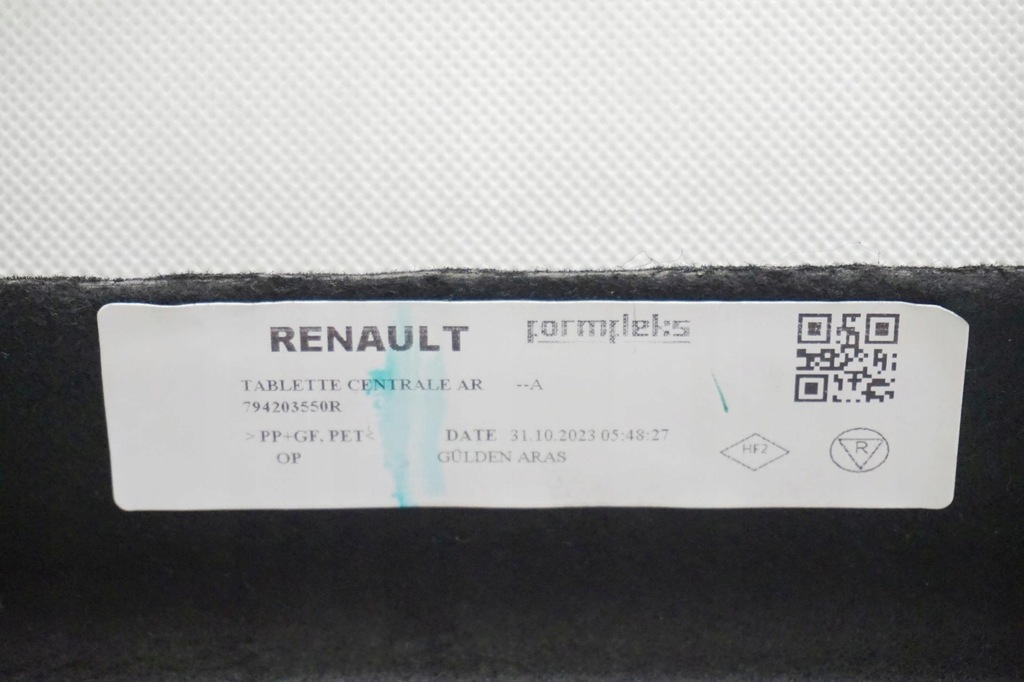 RENAULT
formfleks
TABLETTE CENTRALE AR --A
794203550R
>PP+GF. PET<
DATE 31.10.2023 05:48:27
OP GÜLDEN ARAS
HF2
R